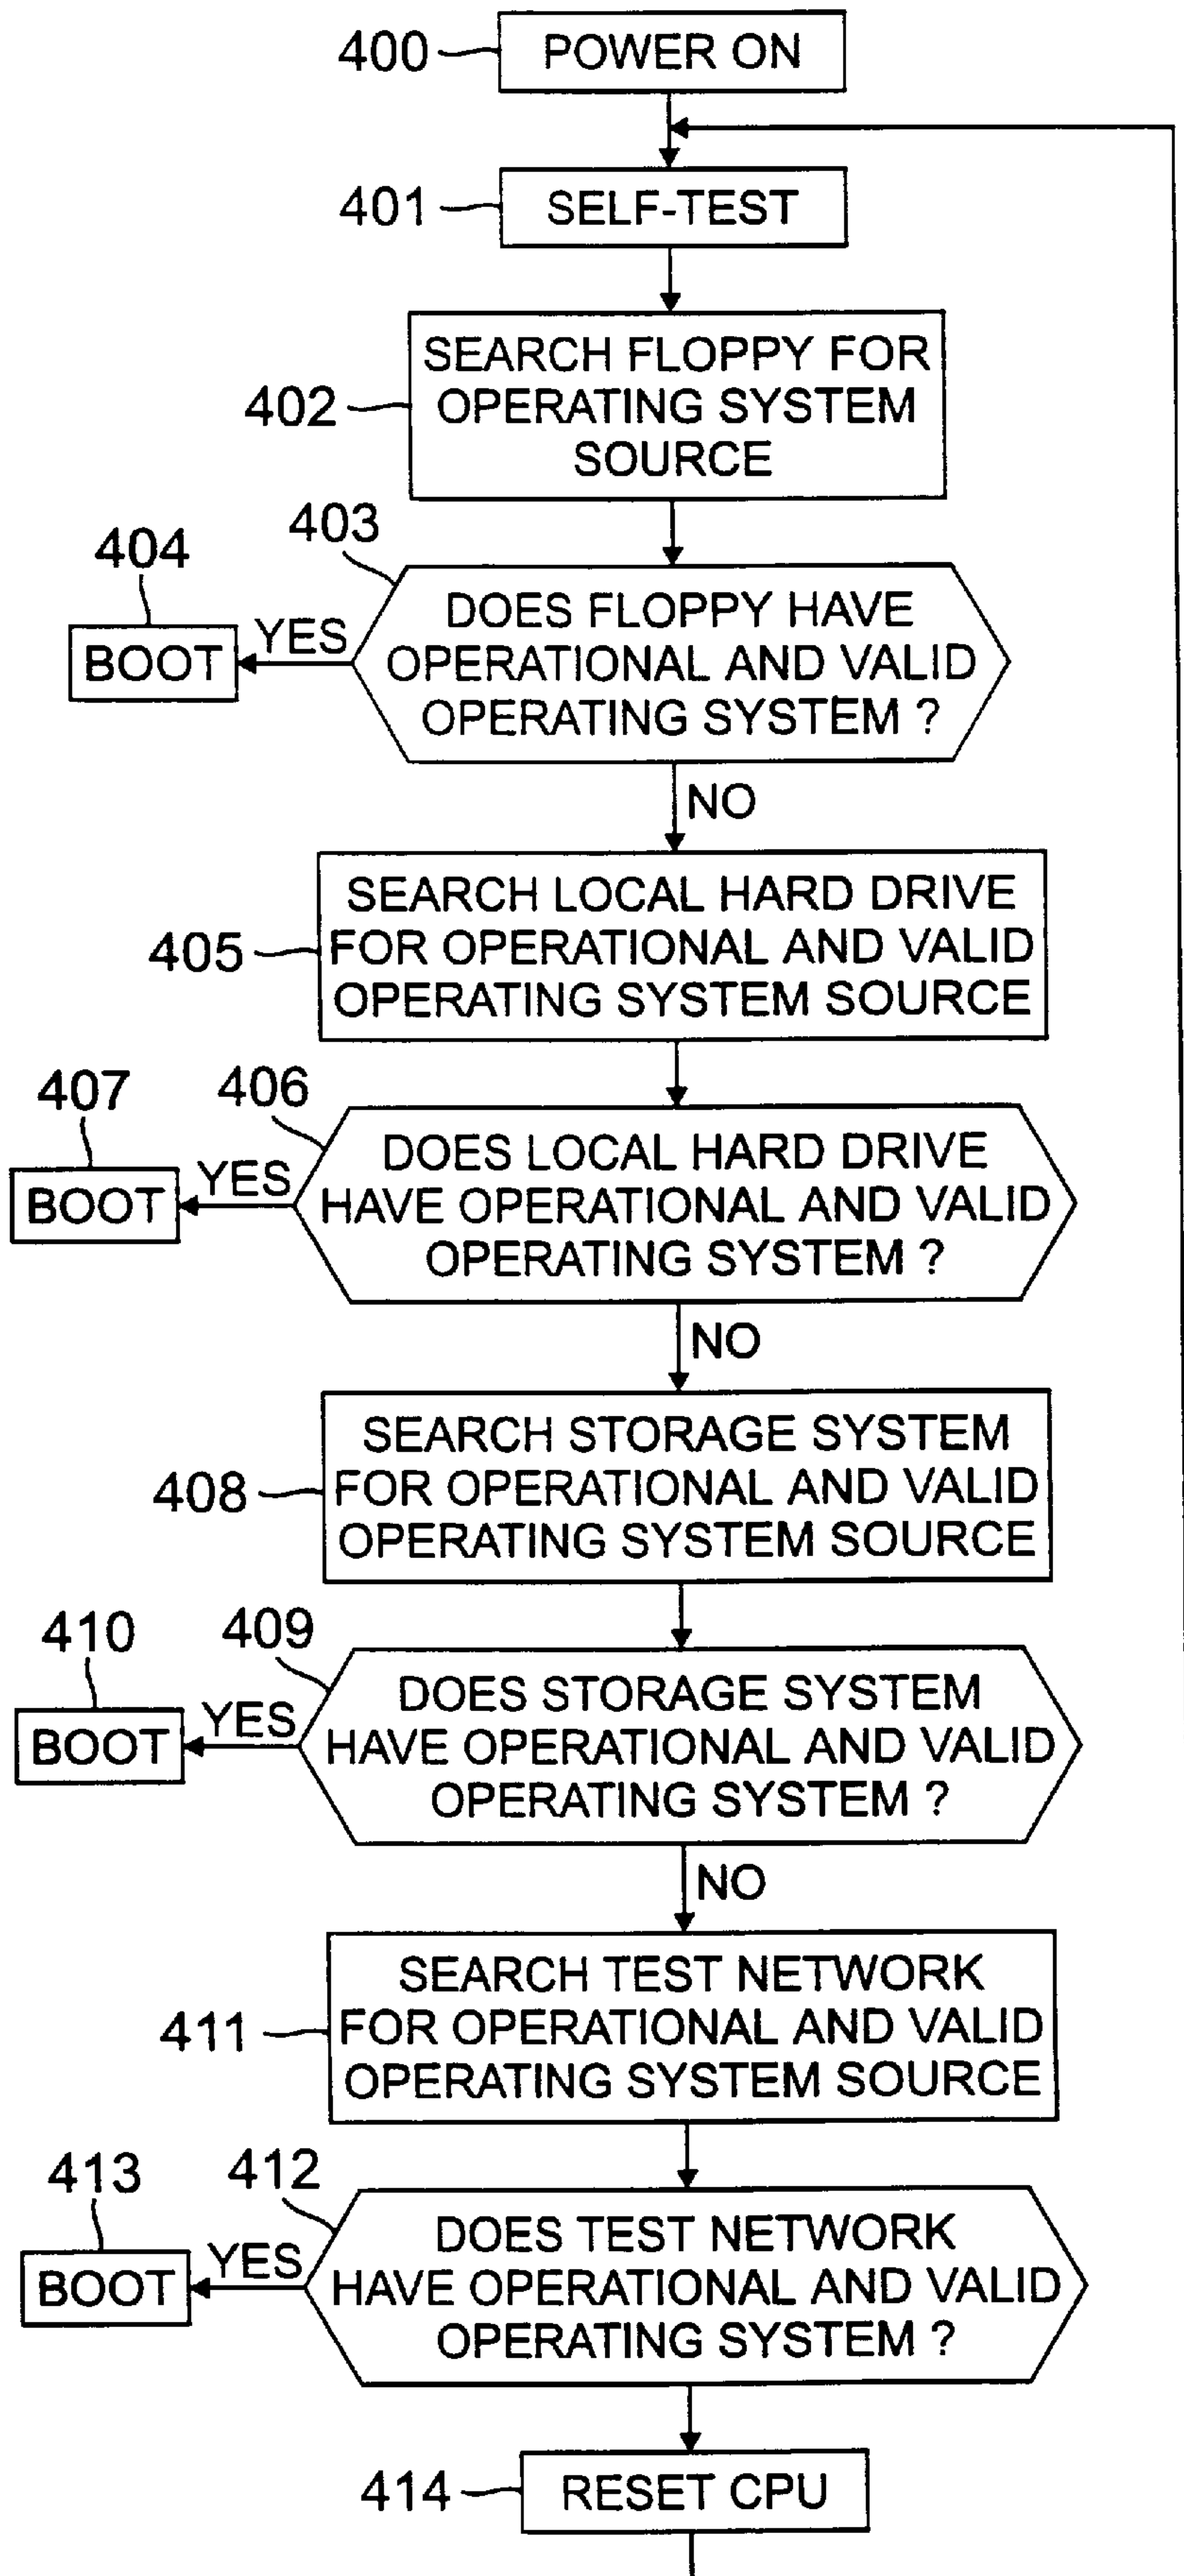 400
POWER ON
401
SELF-TEST
402
SEARCH FLOPPY FOR
OPERATING SYSTEM
SOURCE
403
404
DOES FLOPPY HAVE
OPERATIONAL AND VALID
OPERATING SYSTEM ?
YES
BOOT
NO
405
SEARCH LOCAL HARD DRIVE
FOR OPERATIONAL AND VALID
OPERATING SYSTEM SOURCE
406
407
DOES LOCAL HARD DRIVE
HAVE OPERATIONAL AND VALID
OPERATING SYSTEM ?
YES
BOOT
NO
408
SEARCH STORAGE SYSTEM
FOR OPERATIONAL AND VALID
OPERATING SYSTEM SOURCE
409
410
DOES STORAGE SYSTEM
HAVE OPERATIONAL AND VALID
OPERATING SYSTEM ?
YES
BOOT
NO
411
SEARCH TEST NETWORK
FOR OPERATIONAL AND VALID
OPERATING SYSTEM SOURCE
412
413
DOES TEST NETWORK
HAVE OPERATIONAL AND VALID
OPERATING SYSTEM ?
YES
BOOT
414
RESET CPU